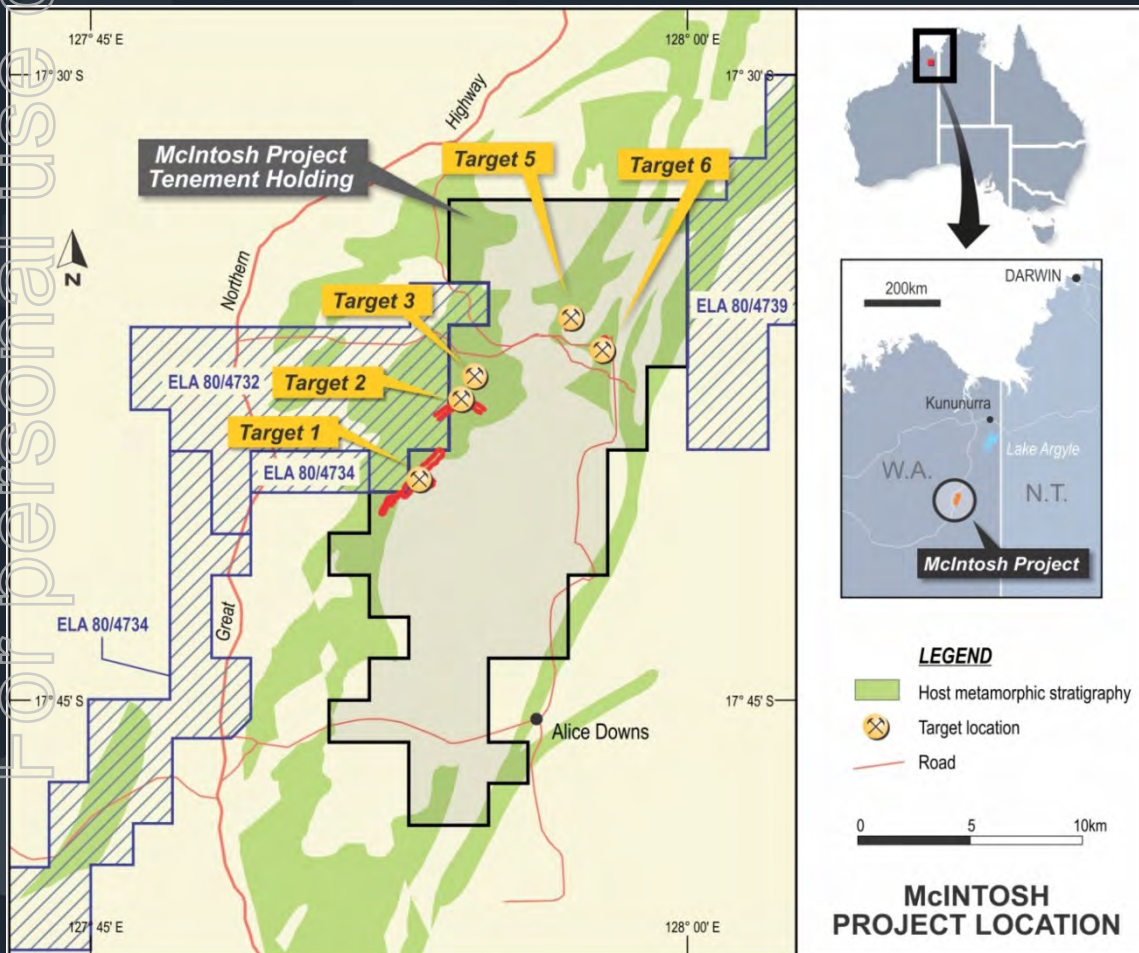 For personal use o
127° 45' E
128° 00' E
17° 30' S
17° 30' S
Highway
McIntosh Project
Tenement Holding
Target 5
Target 6
N
Northern
Target 3
ELA 80/4739
ELA 80/4732
Target 2
Target 1
ELA 80/4734
ELA 80/4734
Great
17° 45' S
17° 45' S
Alice Downs
127° 45' E
128° 00' E
200km
DARWIN
Kununurra
Lake Argyle
W.A.
N.T.
McIntosh Project
LEGEND
Host metamorphic stratigraphy
Target location
Road
0 5 10km
McINTOSH
PROJECT LOCATION